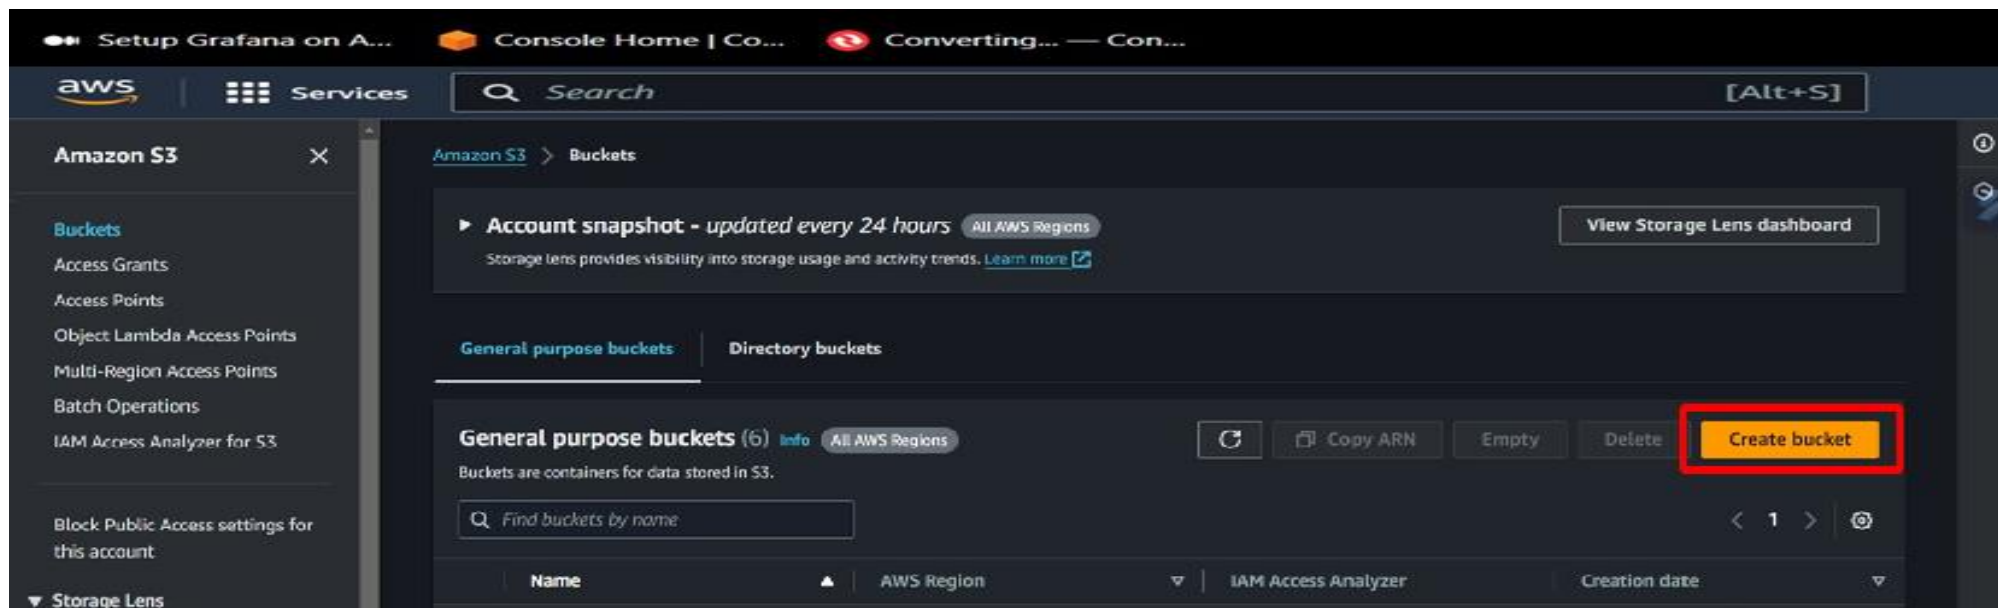 Setup Grafana on A... Console Home | Co... Converting... — Con...
aws Services Search [Alt+S]
Amazon S3
Buckets
Access Grants
Access Points
Object Lambda Access Points
Multi-Region Access Points
Batch Operations
IAM Access Analyzer for S3
Block Public Access settings for
this account
Storage Lens
Amazon S3 > Buckets
Account snapshot - updated every 24 hours All AWS Regions
Storage lens provides visibility into storage usage and activity trends. Learn more
View Storage Lens dashboard
General purpose buckets Directory buckets
General purpose buckets (6) Info All AWS Regions
Copy ARN Empty Delete Create bucket
Buckets are containers for data stored in S3.
Find buckets by name
< 1 >
Name AWS Region IAM Access Analyzer Creation date